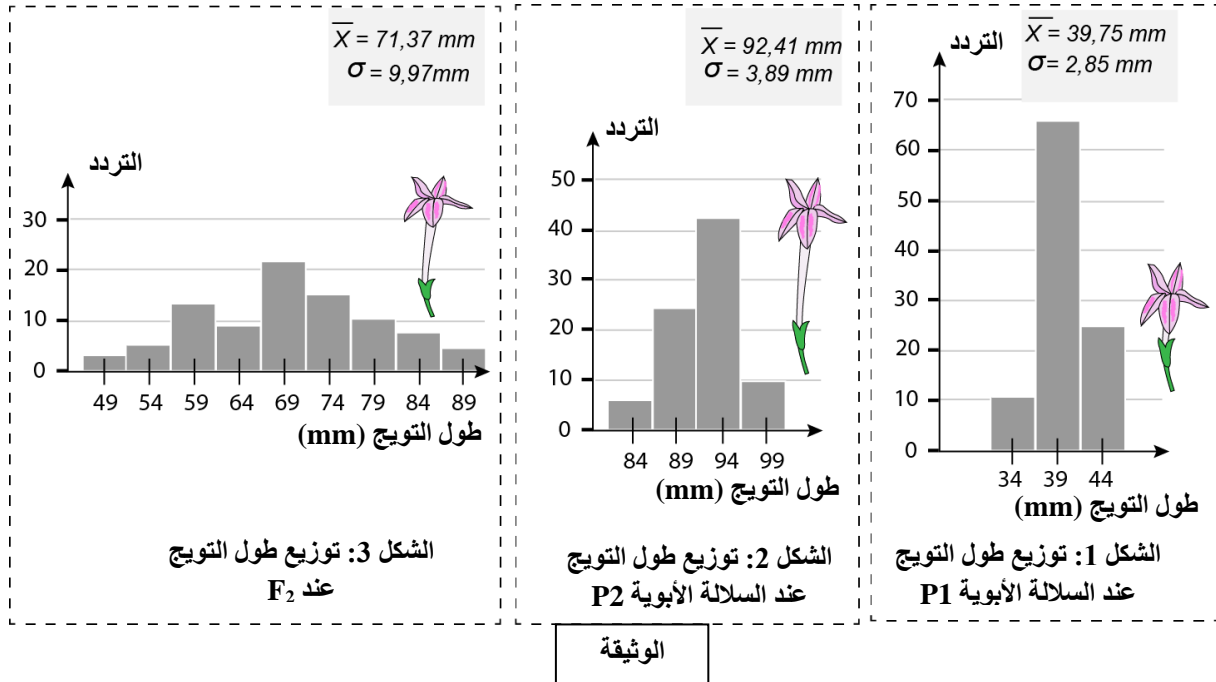 التردد
X = 39,75 mm
σ = 2,85 mm
70
60
50
40
30
20
10
0
34 39 44
طول التويج (mm)
الشكل 1: توزيع طول التويج
عند السلالة الأبوية P1
X = 92,41 mm
σ = 3,89 mm
التردد
50
40
30
20
10
0
84 89 94 99
طول التويج (mm)
الشكل 2: توزيع طول التويج
عند السلالة الأبوية P2
X = 71,37 mm
σ = 9,97mm
التردد
30
20
10
0
49 54 59 64 69 74 79 84 89
طول التويج (mm)
الشكل 3: توزيع طول التويج
عند F₂
الوثيقة